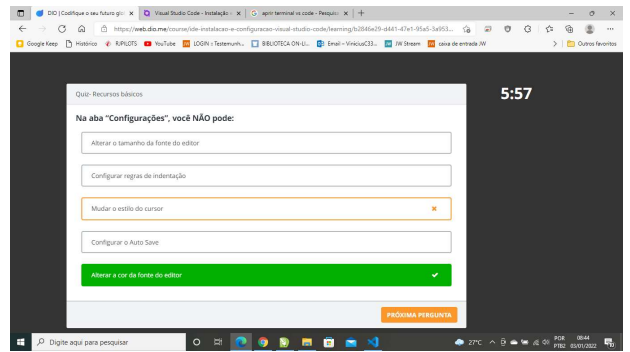 DIO | Codifique o seu futuro glo
Visual Studio Code - Instalação
aprir terminal vs code - Pesquis
https://web.dio.me/course/ide-instalacao-e-configuracao-visual-studio-code/learning/b2846e29-d441-47e1-95a5-3a953...
Google Keep
Histórico
RJPILOTS
YouTube
LOGIN :: Testemunh...
BIBLIOTECA ON-LI...
Email – ViniciusC33...
JW Stream
caixa de entrada JW
Outros favoritos
Quiz- Recursos básicos
5:57
Na aba “Configurações”, você NÃO pode:
Alterar o tamanho da fonte do editor
Configurar regras de indentação
Mudar o estilo do cursor
Configurar o Auto Save
Alterar a cor da fonte do editor
PRÓXIMA PERGUNTA
Digite aqui para pesquisar
27°C
POR
PTB2
08:44
03/01/2022